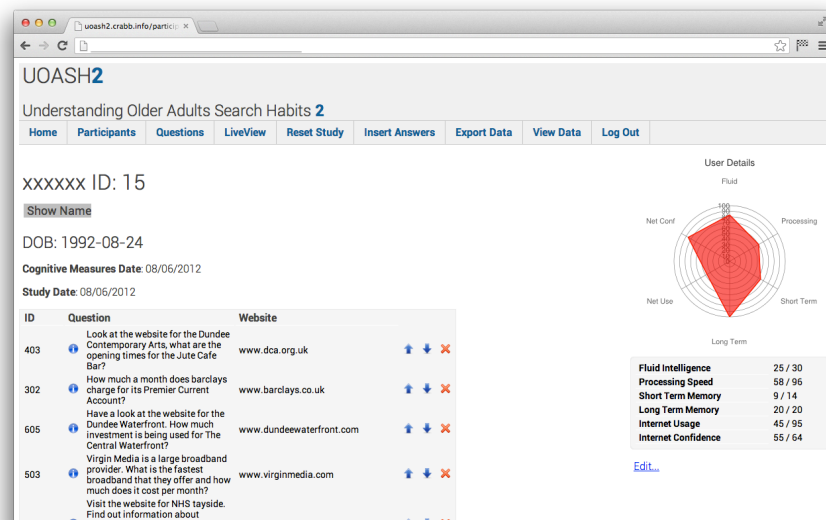 uoash2.crabb.info/particip
UOASH2
Understanding Older Adults Search Habits 2
Home Participants Questions LiveView Reset Study Insert Answers Export Data View Data Log Out
xxxxxx ID: 15
Show Name
DOB: 1992-08-24
Cognitive Measures Date: 08/06/2012
Study Date: 08/06/2012
ID Question Website
Look at the website for the Dundee
Contemporary Arts, what are the
403 opening times for the Jute Cafe www.dca.org.uk
Bar?
How much a month does barclays
302 charge for its Premier Current www.barclays.co.uk
Account?
Have a look at the website for the
Dundee Waterfront. How much
605 investment is being used for The www.dundeewaterfront.com
Central Waterfront?
Virgin Media is a large broadband
provider. What is the fastest
503 broadband that they offer and how www.virginmedia.com
much does it cost per month?
Visit the website for NHS tayside.
Find out information about
User Details
Fluid
100
Net Conf Processing
Net Use Short Term
Long Term
Fluid Intelligence 25 / 30
Processing Speed 58 / 96
Short Term Memory 9 / 14
Long Term Memory 20 / 20
Internet Usage 45 / 95
Internet Confidence 55 / 64
Edit...